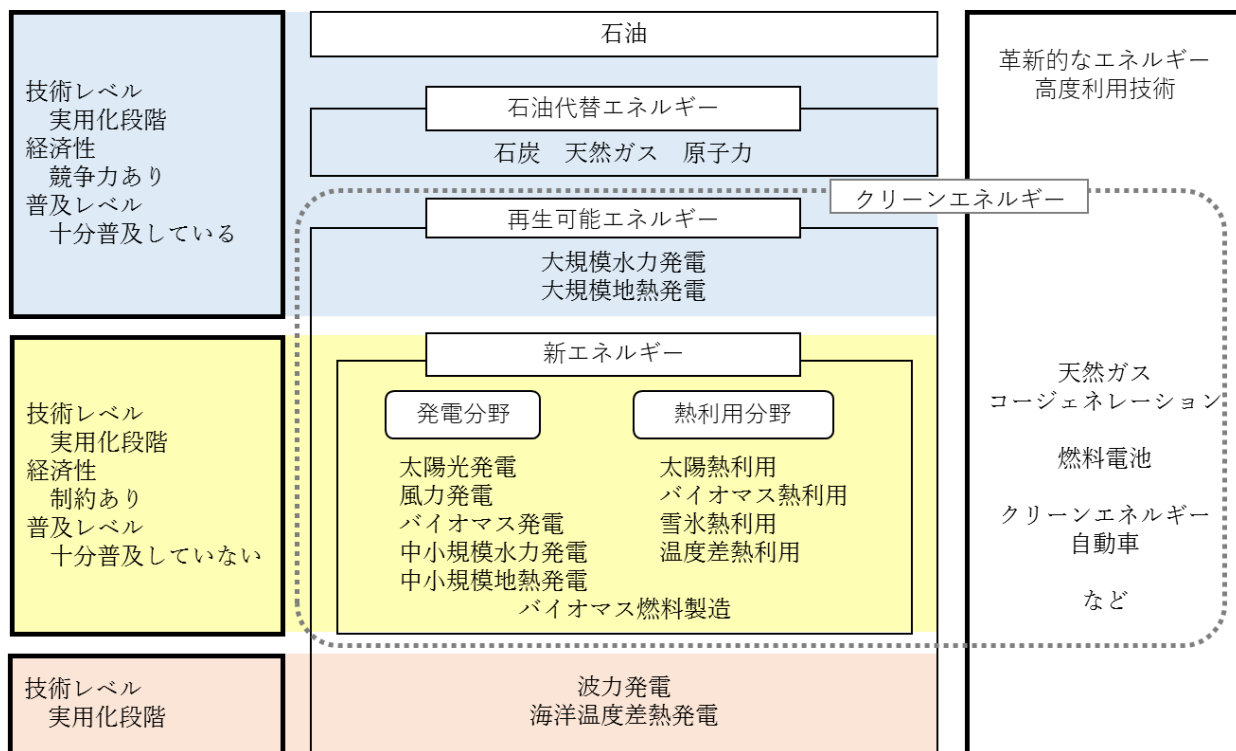 技術レベル
実用化段階
経済性
競争力あり
普及レベル
十分普及している
石油
石油代替エネルギー
石炭　天然ガス　原子力
クリーンエネルギー
再生可能エネルギー
大規模水力発電
大規模地熱発電
技術レベル
実用化段階
経済性
制約あり
普及レベル
十分普及していない
新エネルギー
発電分野
太陽光発電
風力発電
バイオマス発電
中小規模水力発電
中小規模地熱発電
熱利用分野
太陽熱利用
バイオマス熱利用
雪氷熱利用
温度差熱利用
バイオマス燃料製造
技術レベル
実用化段階
波力発電
海洋温度差熱発電
革新的なエネルギー
高度利用技術
天然ガス
コージェネレーション
燃料電池
クリーンエネルギー
自動車
など